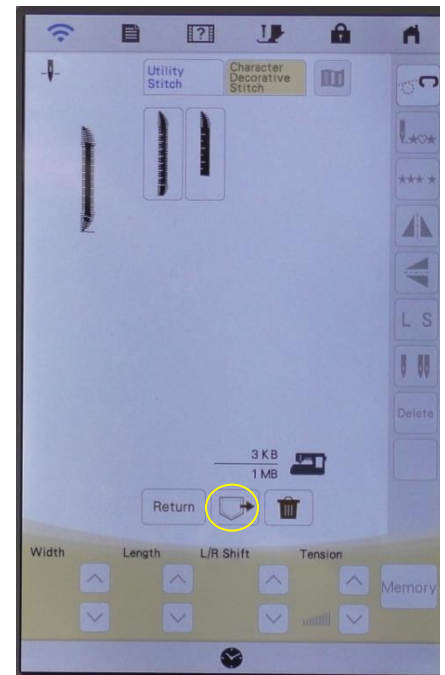 Utility
Stitch
Character
Decorative
Stitch
L S
Delete
3 KB
1 MB
Return
Width
Length
L/R Shift
Tension
Memory